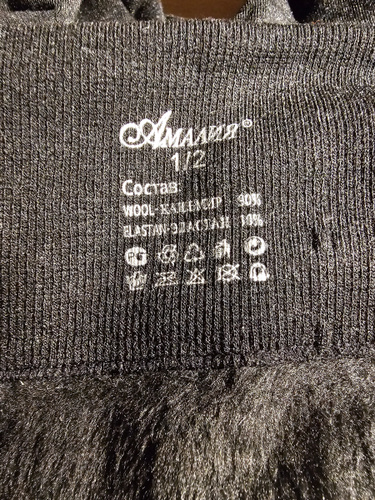 АМАЛИЯ®
1/2
Состав:
WOOL-КАШЕМИР 90%
ELASTAN-ЭЛАСТАН 10%